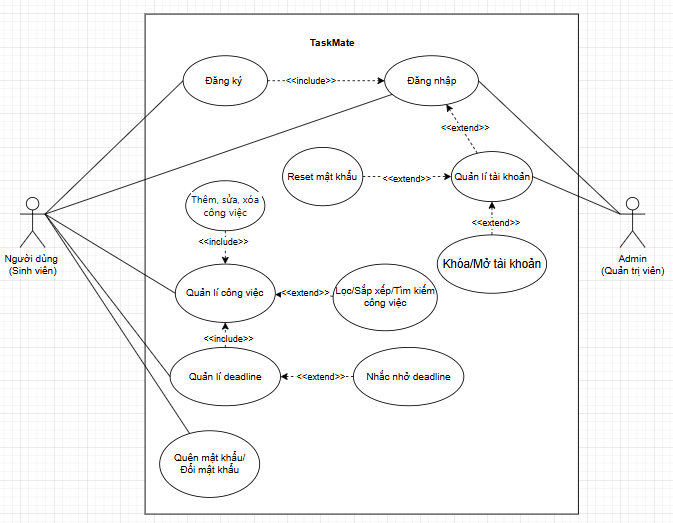 TaskMate
Đăng ký
<<include>>
Đăng nhập
<<extend>>
Reset mật khẩu
<<extend>>
Quản lí tài khoản
Thêm, sửa, xóa
công việc
<<extend>>
<<include>>
Người dùng
(Sinh viên)
Admin
(Quản trị viên)
Khóa/Mở tài khoản
Quản lí công việc
<<extend>>
Lọc/Sắp xếp/Tìm kiếm
công việc
<<include>>
Quản lí deadline
<<extend>>
Nhắc nhở deadline
Quên mật khẩu/
Đổi mật khẩu